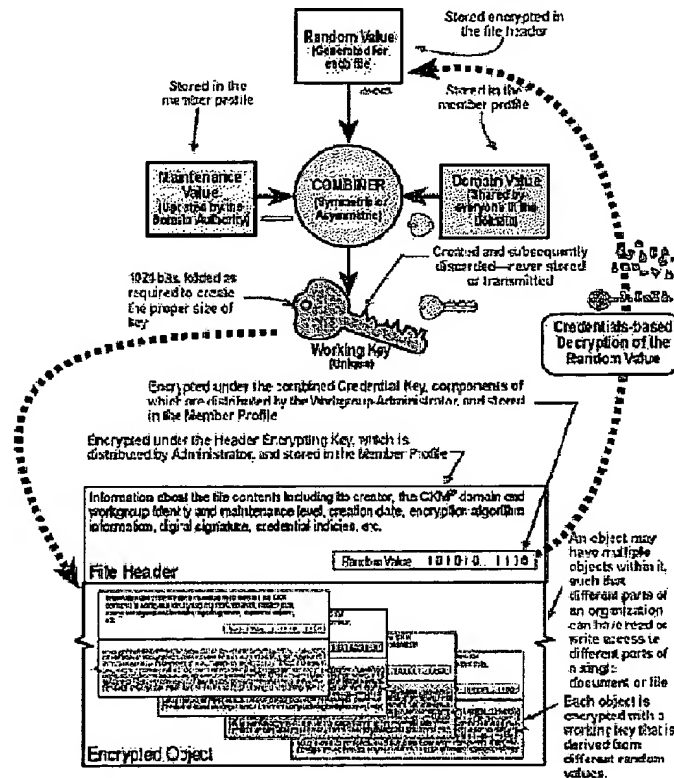 Stored encrypted in
the file header
Random Value
(Generated for
each file)
Stored in the
member profile
Stored in the
member profile
Maintenance
Value
(Updated by the
Domain Authority)
COMBINER
(Symmetric or
Asymmetric)
Domain Value
(Shared by
everyone in the
Domain)
1024 bits, folded as
required to create
the proper size of
key
Created and subsequently
discarded—never stored
or transmitted
Working Key
(Unique)
Credentials-based
Decryption of the
Random Value
Encrypted under the combined Credential Key, components of
which are distributed by the Workgroup Administrator, and stored
in the Member Profile
Encrypted under the Header Encrypting Key, which is
distributed by Administrator, and stored in the Member Profile
Information about the file contents including its creator, the CKM domain and
workgroup identity and maintenance level, creation date, encryption algorithm
information, digital signature, credential indicies, etc.
Random Value 101010..1110
File Header
An object may
have multiple
objects within it,
such that
different parts of
an organization
can have read or
write access to
different parts of
a single
document or file
Each object is
encrypted with a
working key that is
derived from
different random
values.
Encrypted Object